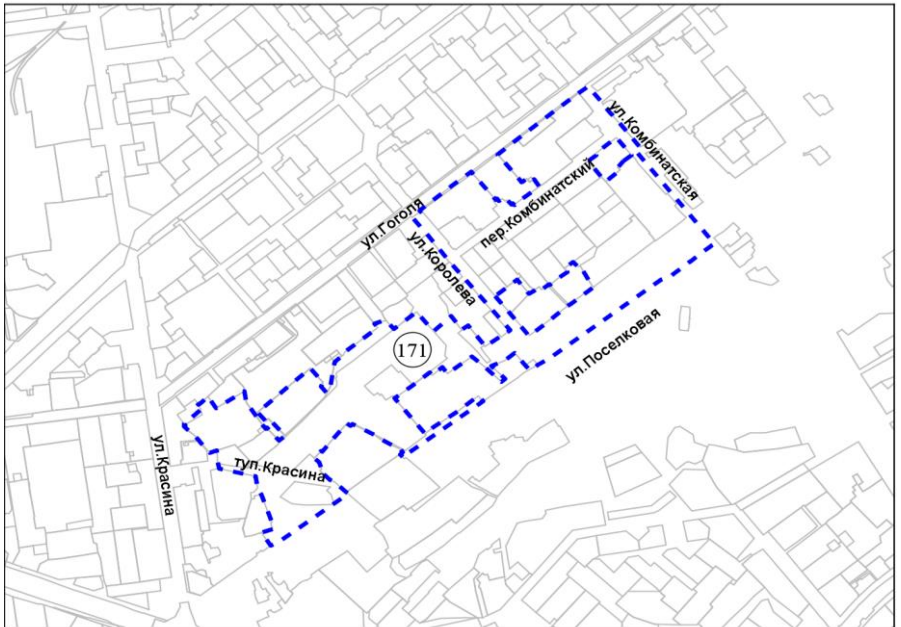 ул.Комбинатская
пер.Комбинатский
ул.Гоголя
ул.Королева
171
ул.Поселковая
ул.Красина
туп.Красина